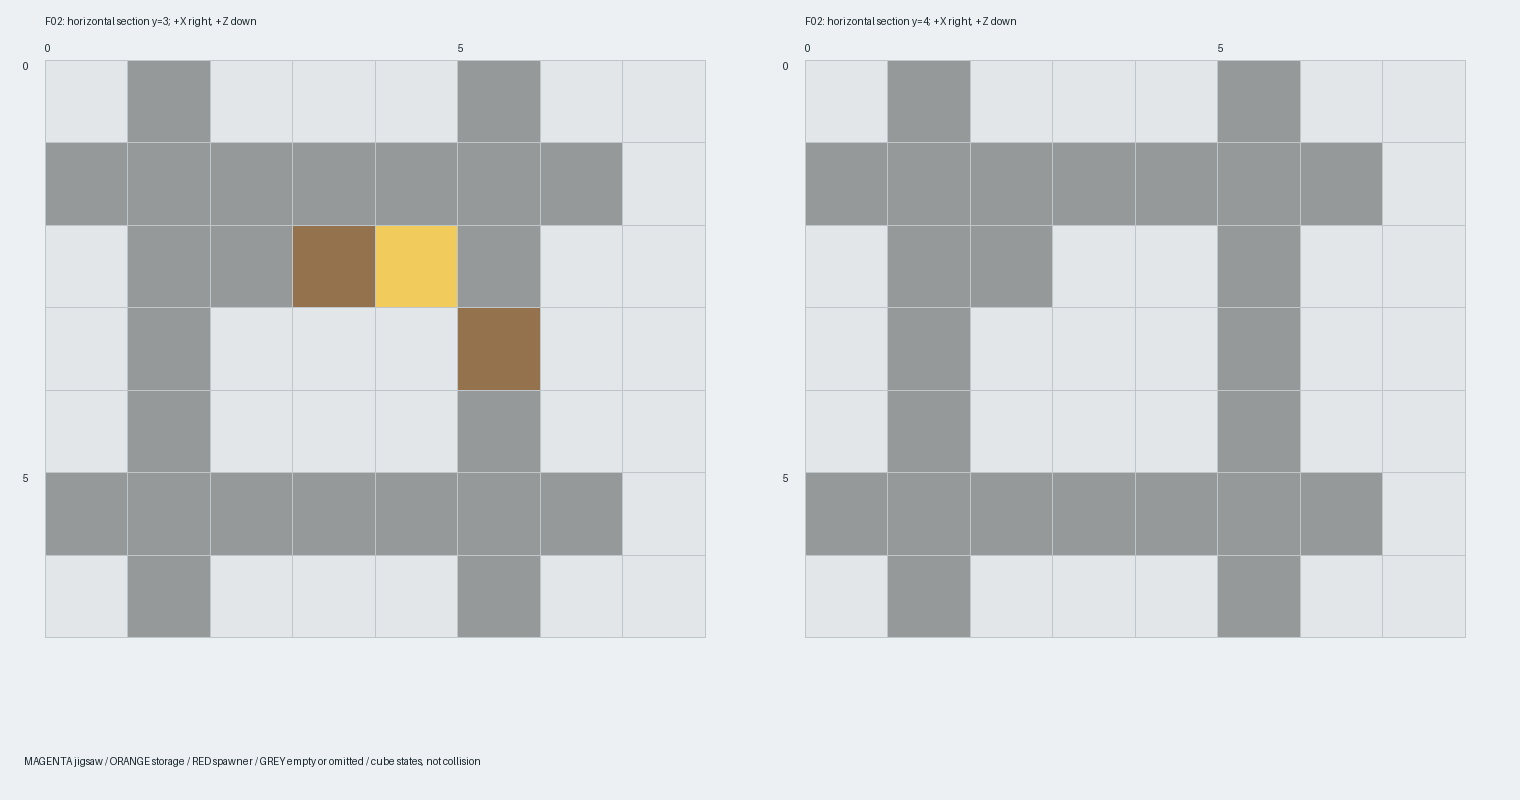 F02: horizontal section y=3; +X right, +Z down
0 5
0
5
F02: horizontal section y=4; +X right, +Z down
0 5
0
5
MAGENTA jigsaw / ORANGE storage / RED spawner / GREY empty or omitted / cube states, not collision